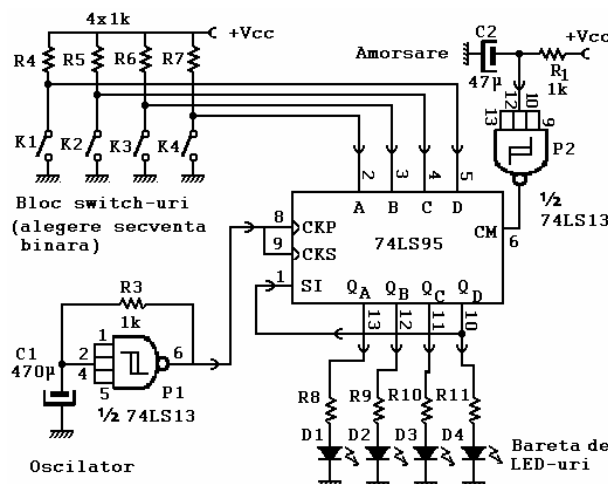 4x1k
+Vcc
R4
R5
R6
R7
K1
K2
K3
K4
Bloc switch-uri
(alegere secventa
binara)
Amorsare
C2
47µ
+Vcc
R1
1k
13
12
10
9
P2
½
74LS13
2
3
4
5
A
B
C
D
8
CKP
9
CKS
1
SI
74LS95
CM
6
QA
QB
QC
QD
13
12
11
10
R3
1k
C1
470µ
1
2
4
5
6
P1
½ 74LS13
Oscilator
R8
R9
R10
R11
D1
D2
D3
D4
Bareta de
LED-uri